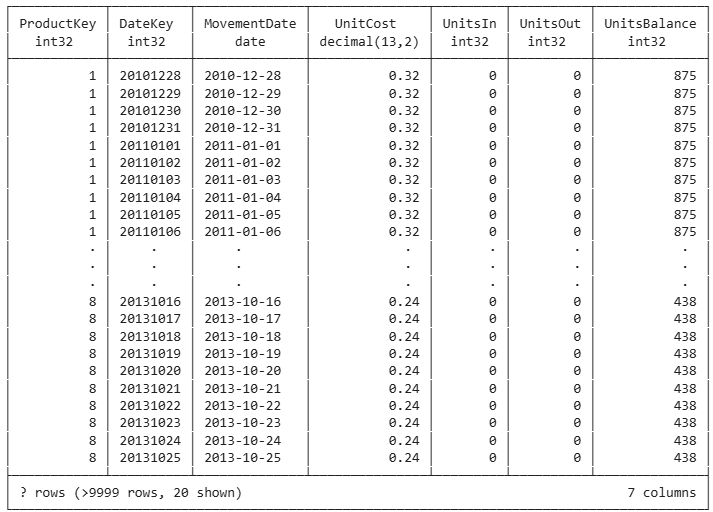 ProductKey DateKey MovementDate UnitCost UnitsIn UnitsOut UnitsBalance
int32 int32 date decimal(13,2) int32 int32 int32
1 20101228 2010-12-28 0.32 0 0 875
1 20101229 2010-12-29 0.32 0 0 875
1 20101230 2010-12-30 0.32 0 0 875
1 20101231 2010-12-31 0.32 0 0 875
1 20110101 2011-01-01 0.32 0 0 875
1 20110102 2011-01-02 0.32 0 0 875
1 20110103 2011-01-03 0.32 0 0 875
1 20110104 2011-01-04 0.32 0 0 875
1 20110105 2011-01-05 0.32 0 0 875
1 20110106 2011-01-06 0.32 0 0 875
. . . . . . .
. . . . . . .
. . . . . . .
8 20131016 2013-10-16 0.24 0 0 438
8 20131017 2013-10-17 0.24 0 0 438
8 20131018 2013-10-18 0.24 0 0 438
8 20131019 2013-10-19 0.24 0 0 438
8 20131020 2013-10-20 0.24 0 0 438
8 20131021 2013-10-21 0.24 0 0 438
8 20131022 2013-10-22 0.24 0 0 438
8 20131023 2013-10-23 0.24 0 0 438
8 20131024 2013-10-24 0.24 0 0 438
8 20131025 2013-10-25 0.24 0 0 438
? rows (>9999 rows, 20 shown) 7 columns